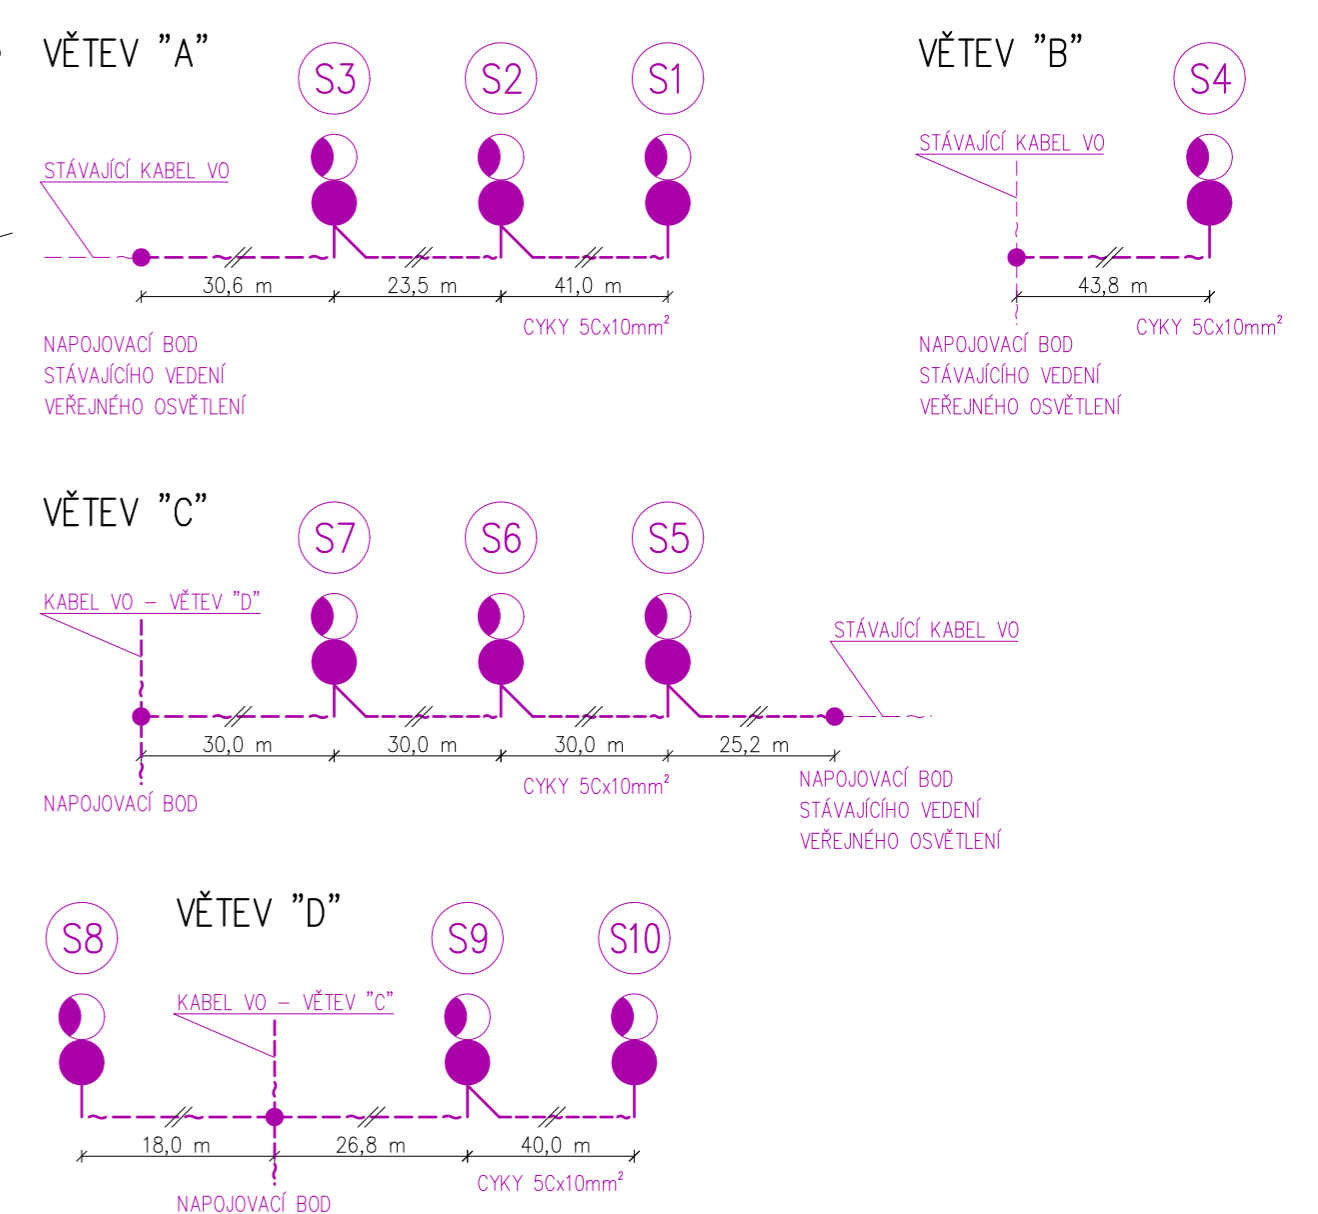 VĚTEV "A"
S3
S2
S1
STÁVAJÍCÍ KABEL VO
30,6 m
23,5 m
41,0 m
CYKY 5Cx10mm²
NAPOJOVACÍ BOD
STÁVAJÍCÍHO VEDENÍ
VEŘEJNÉHO OSVĚTLENÍ
VĚTEV "B"
S4
STÁVAJÍCÍ KABEL VO
43,8 m
CYKY 5Cx10mm²
NAPOJOVACÍ BOD
STÁVAJÍCÍHO VEDENÍ
VEŘEJNÉHO OSVĚTLENÍ
VĚTEV "C"
S7
S6
S5
KABEL VO – VĚTEV "D"
STÁVAJÍCÍ KABEL VO
30,0 m
30,0 m
30,0 m
25,2 m
CYKY 5Cx10mm²
NAPOJOVACÍ BOD
NAPOJOVACÍ BOD
STÁVAJÍCÍHO VEDENÍ
VEŘEJNÉHO OSVĚTLENÍ
VĚTEV "D"
S8
S9
S10
KABEL VO – VĚTEV "C"
18,0 m
26,8 m
40,0 m
CYKY 5Cx10mm²
NAPOJOVACÍ BOD